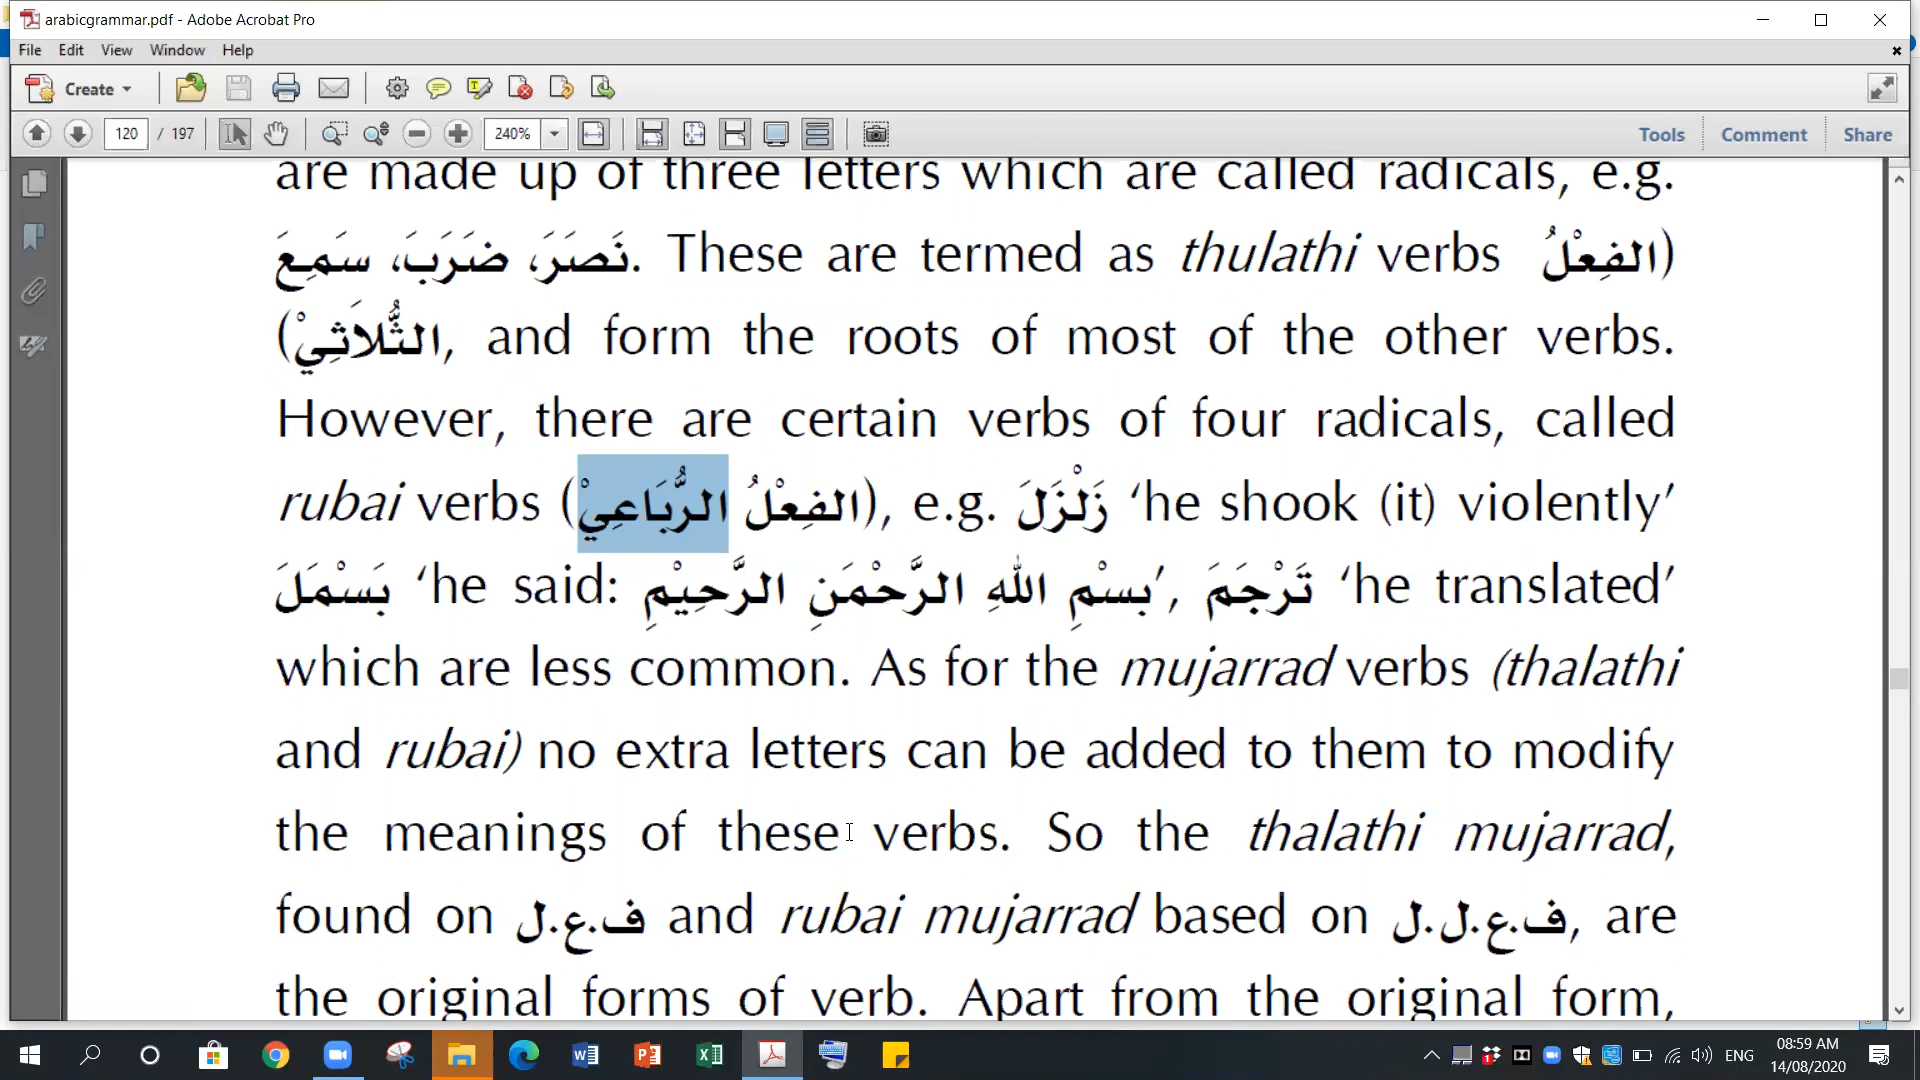 arabicgrammar.pdf - Adobe Acrobat Pro
File Edit View Window Help
Create
120 / 197 240% Tools Comment Share
are made up of three letters which are called radicals, e.g.
نَصَرَ، ضَرَبَ، سَمِعَ. These are termed as thulathi verbs (الفِعْلُ
الثُّلاَثِيْ), and form the roots of most of the other verbs.
However, there are certain verbs of four radicals, called
rubai verbs (الفِعْلُ الرُّبَاعِيْ), e.g. زَلْزَلَ ‘he shook (it) violently’
بَسْمَلَ ‘he said: بِسْمِ اللهِ الرَّحْمَنِ الرَّحِيْمِ’, تَرْجَمَ ‘he translated’
which are less common. As for the mujarrad verbs (thalathi
and rubai) no extra letters can be added to them to modify
the meanings of these verbs. So the thalathi mujarrad,
found on ف.ع.ل and rubai mujarrad based on ف.ع.ل.ل, are
the original forms of verb. Apart from the original form,
ENG
08:59 AM
14/08/2020